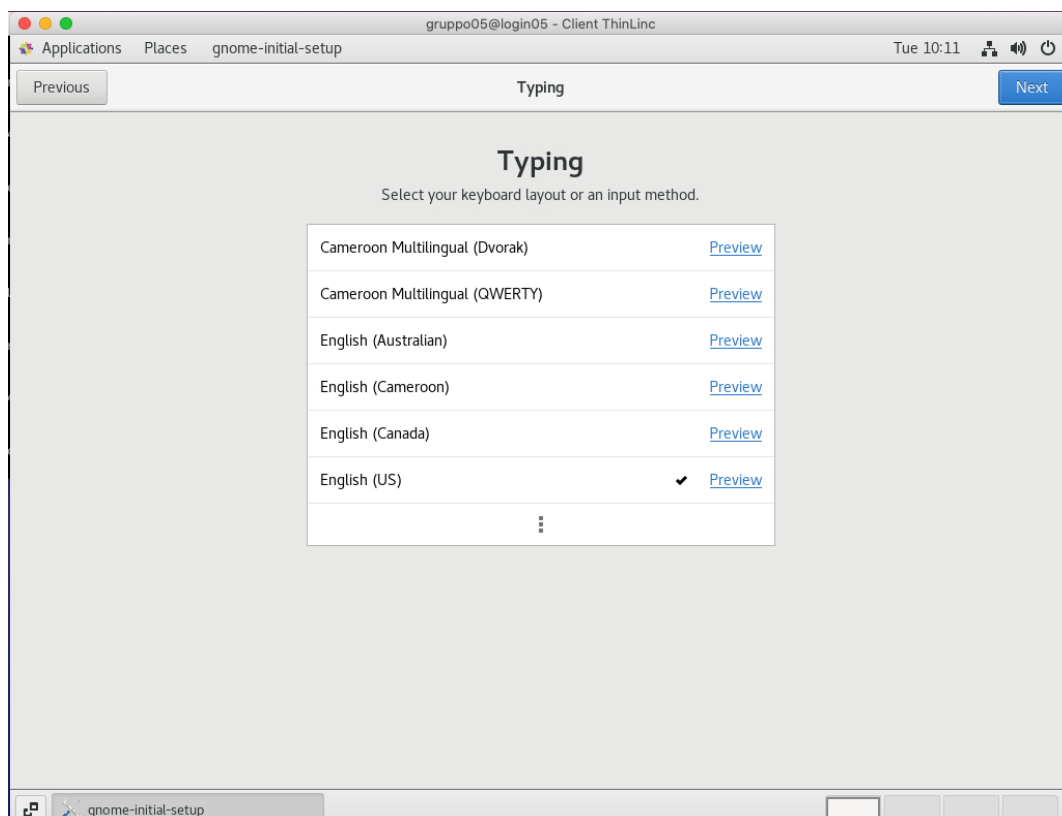 gruppo05@login05 - Client ThinLinc
Applications Places gnome-initial-setup Tue 10:11
Previous Typing Next
Typing
Select your keyboard layout or an input method.
Cameroon Multilingual (Dvorak) Preview
Cameroon Multilingual (QWERTY) Preview
English (Australian) Preview
English (Cameroon) Preview
English (Canada) Preview
English (US) Preview
gnome-initial-setup